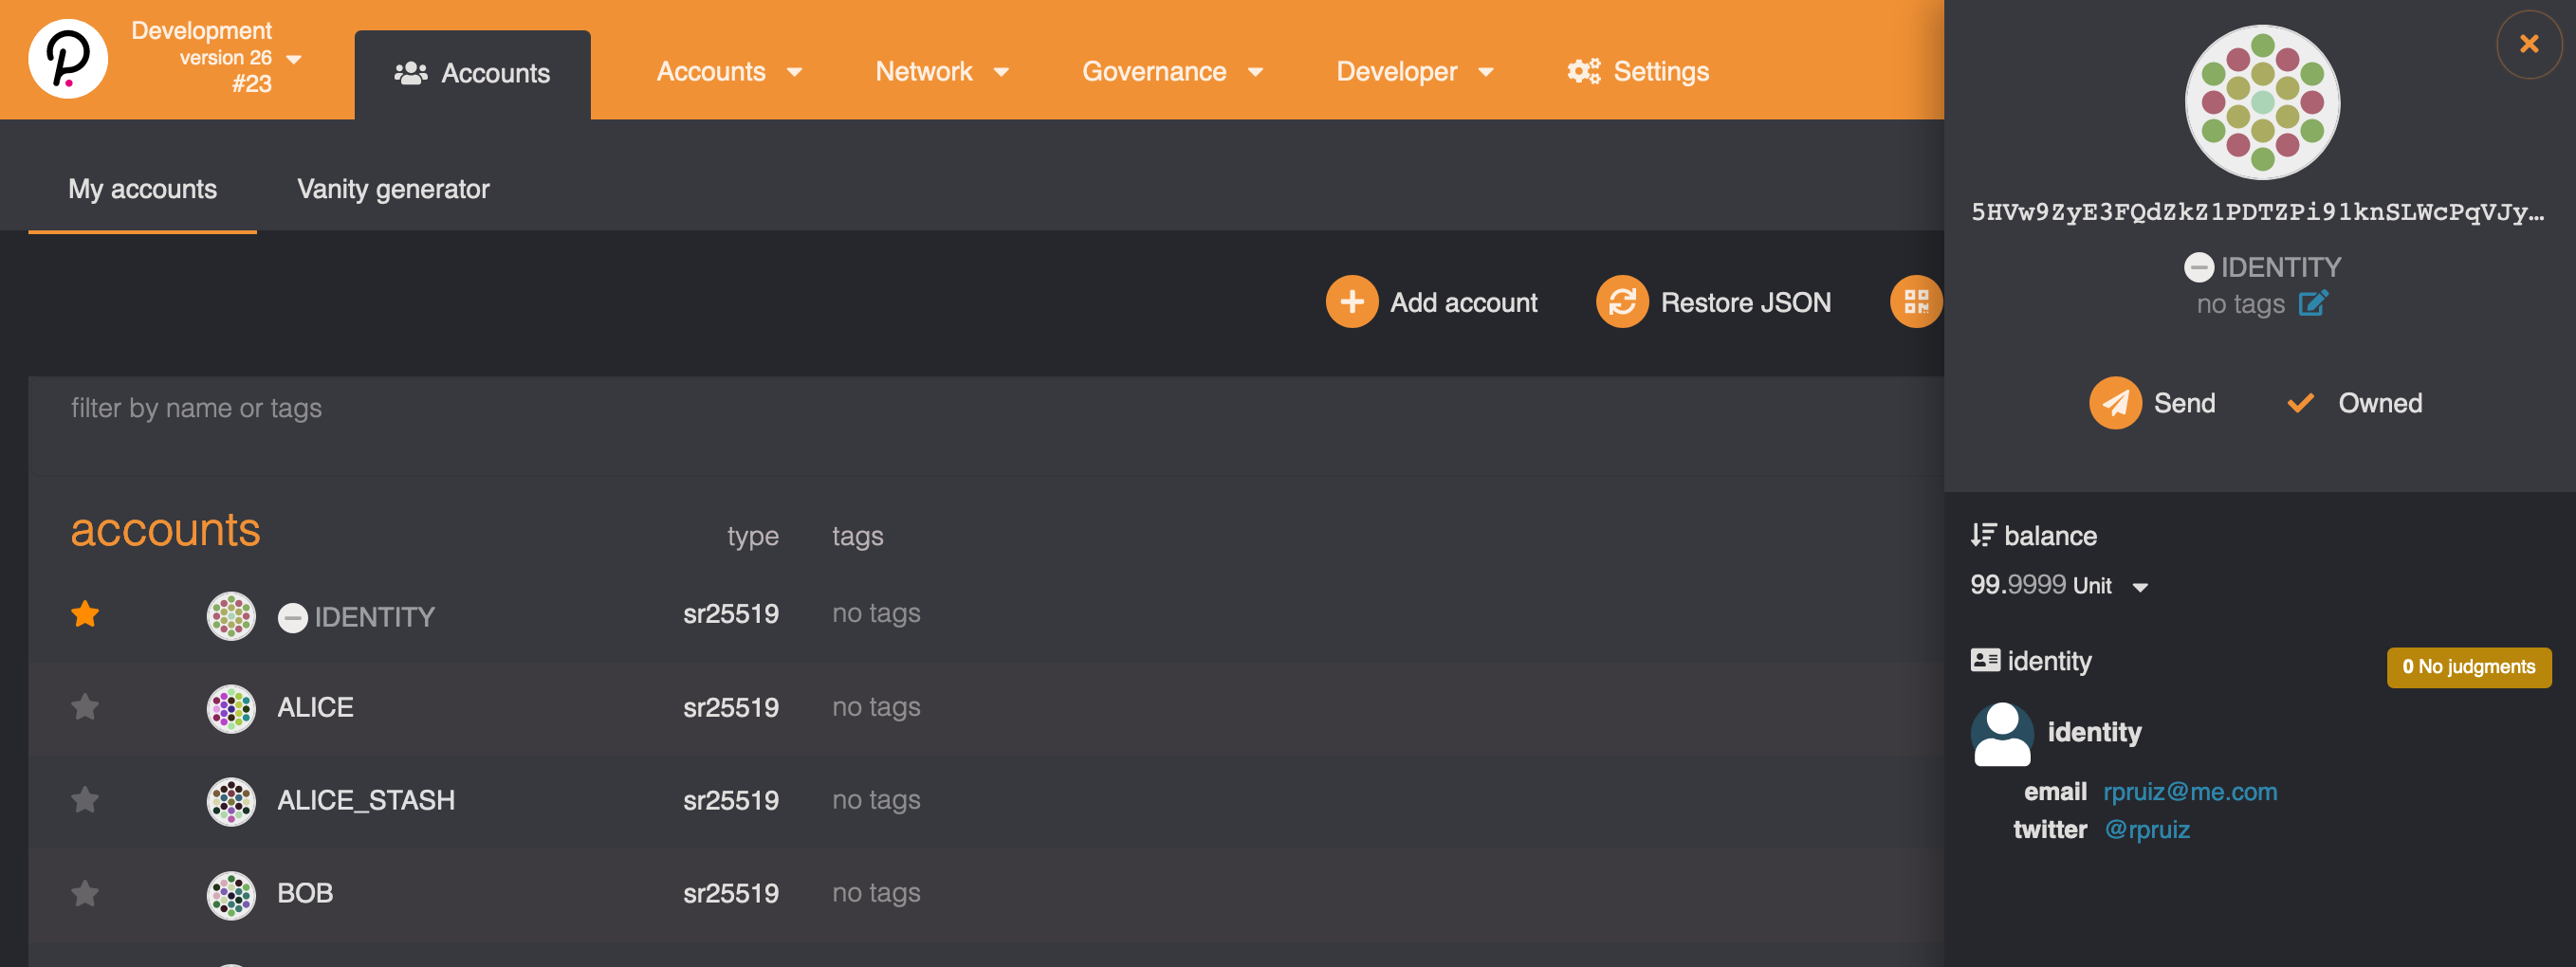 Development
version 26
#23
Accounts
Accounts
Network
Governance
Developer
Settings
My accounts
Vanity generator
Add account
Restore JSON
filter by name or tags
accounts
type
tags
IDENTITY
sr25519
no tags
ALICE
sr25519
no tags
ALICE_STASH
sr25519
no tags
BOB
sr25519
no tags
5HVw9ZyE3FQdZkZ1PDTZPi91knSLWcPqVJy…
IDENTITY
no tags
Send
Owned
balance
99.9999 Unit
identity
0 No judgments
identity
email rpruiz@me.com
twitter @rpruiz